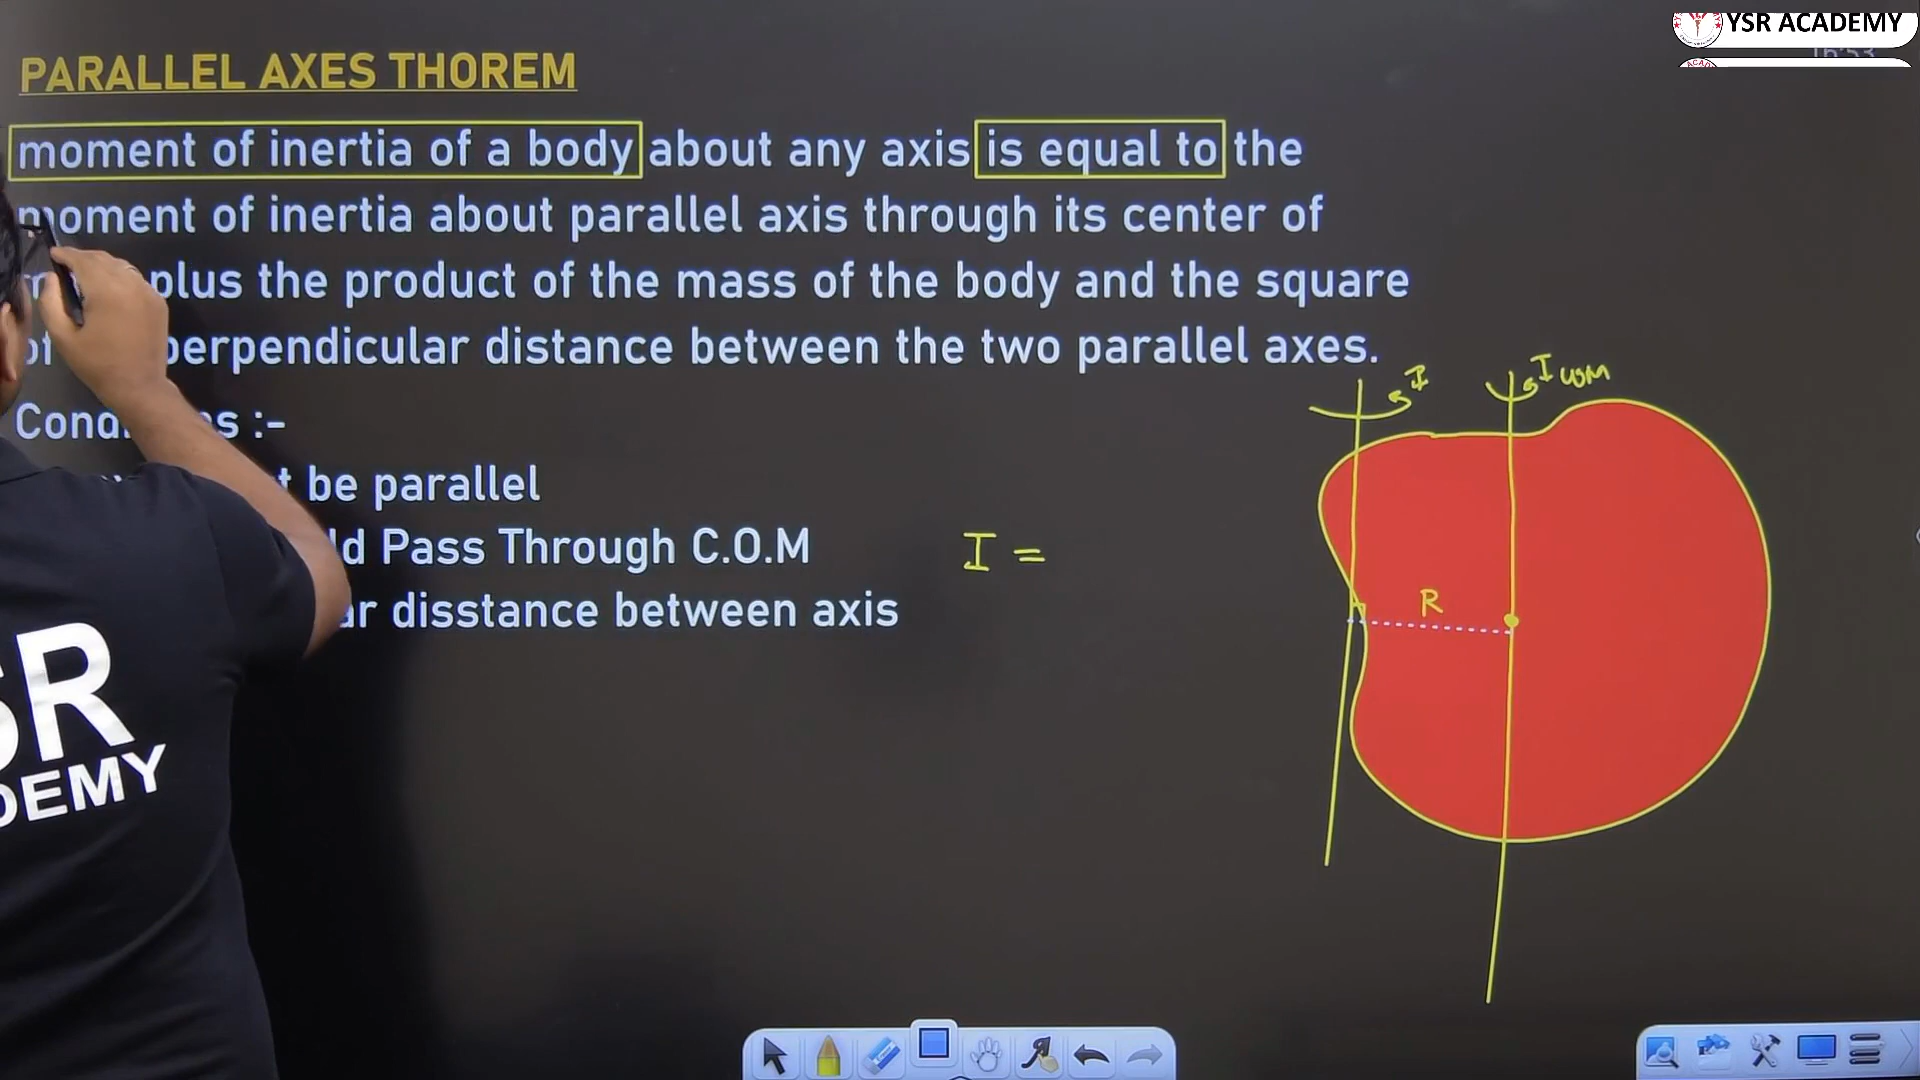 YSR ACADEMY
PARALLEL AXES THOREM
moment of inertia of a body about any axis is equal to the
moment of inertia about parallel axis through its center of
plus the product of the mass of the body and the square
perpendicular distance between the two parallel axes.
:-
be parallel
Pass Through C.O.M
disstance between axis
I =
I
I COM
R
SR
DEMY